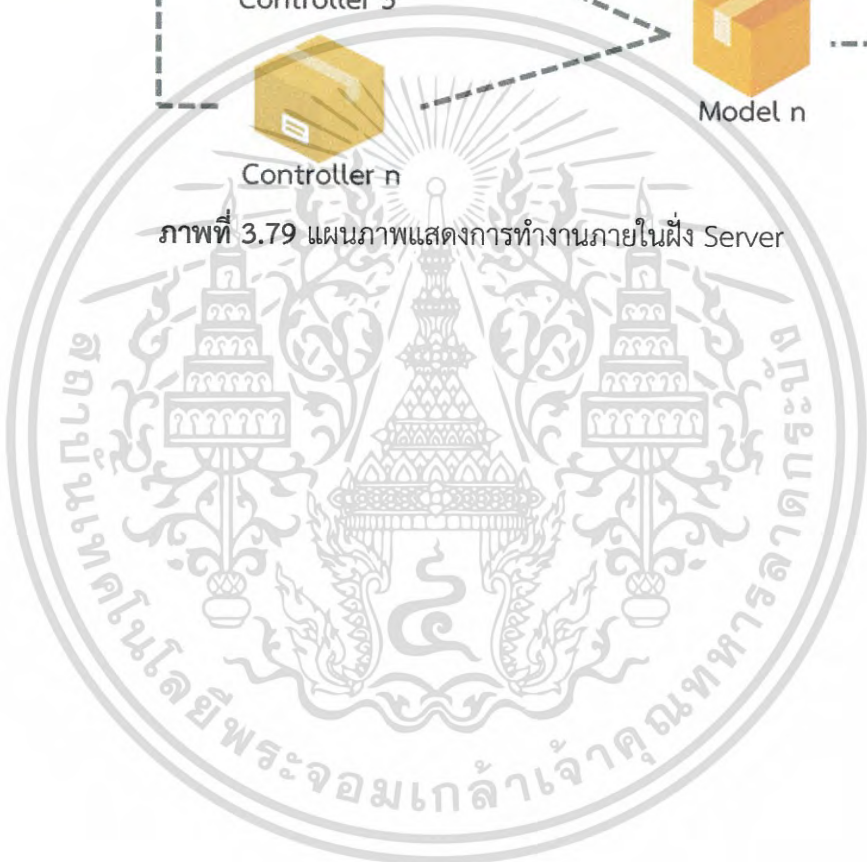 Controller 3
Model n
Controller n
ภาพที่ 3.79 แผนภาพแสดงการทำงานภายในฝั่ง Server
สถาบันเทคโนโลยีพระจอมเกล้าเจ้าคุณทหารลาดกระบัง